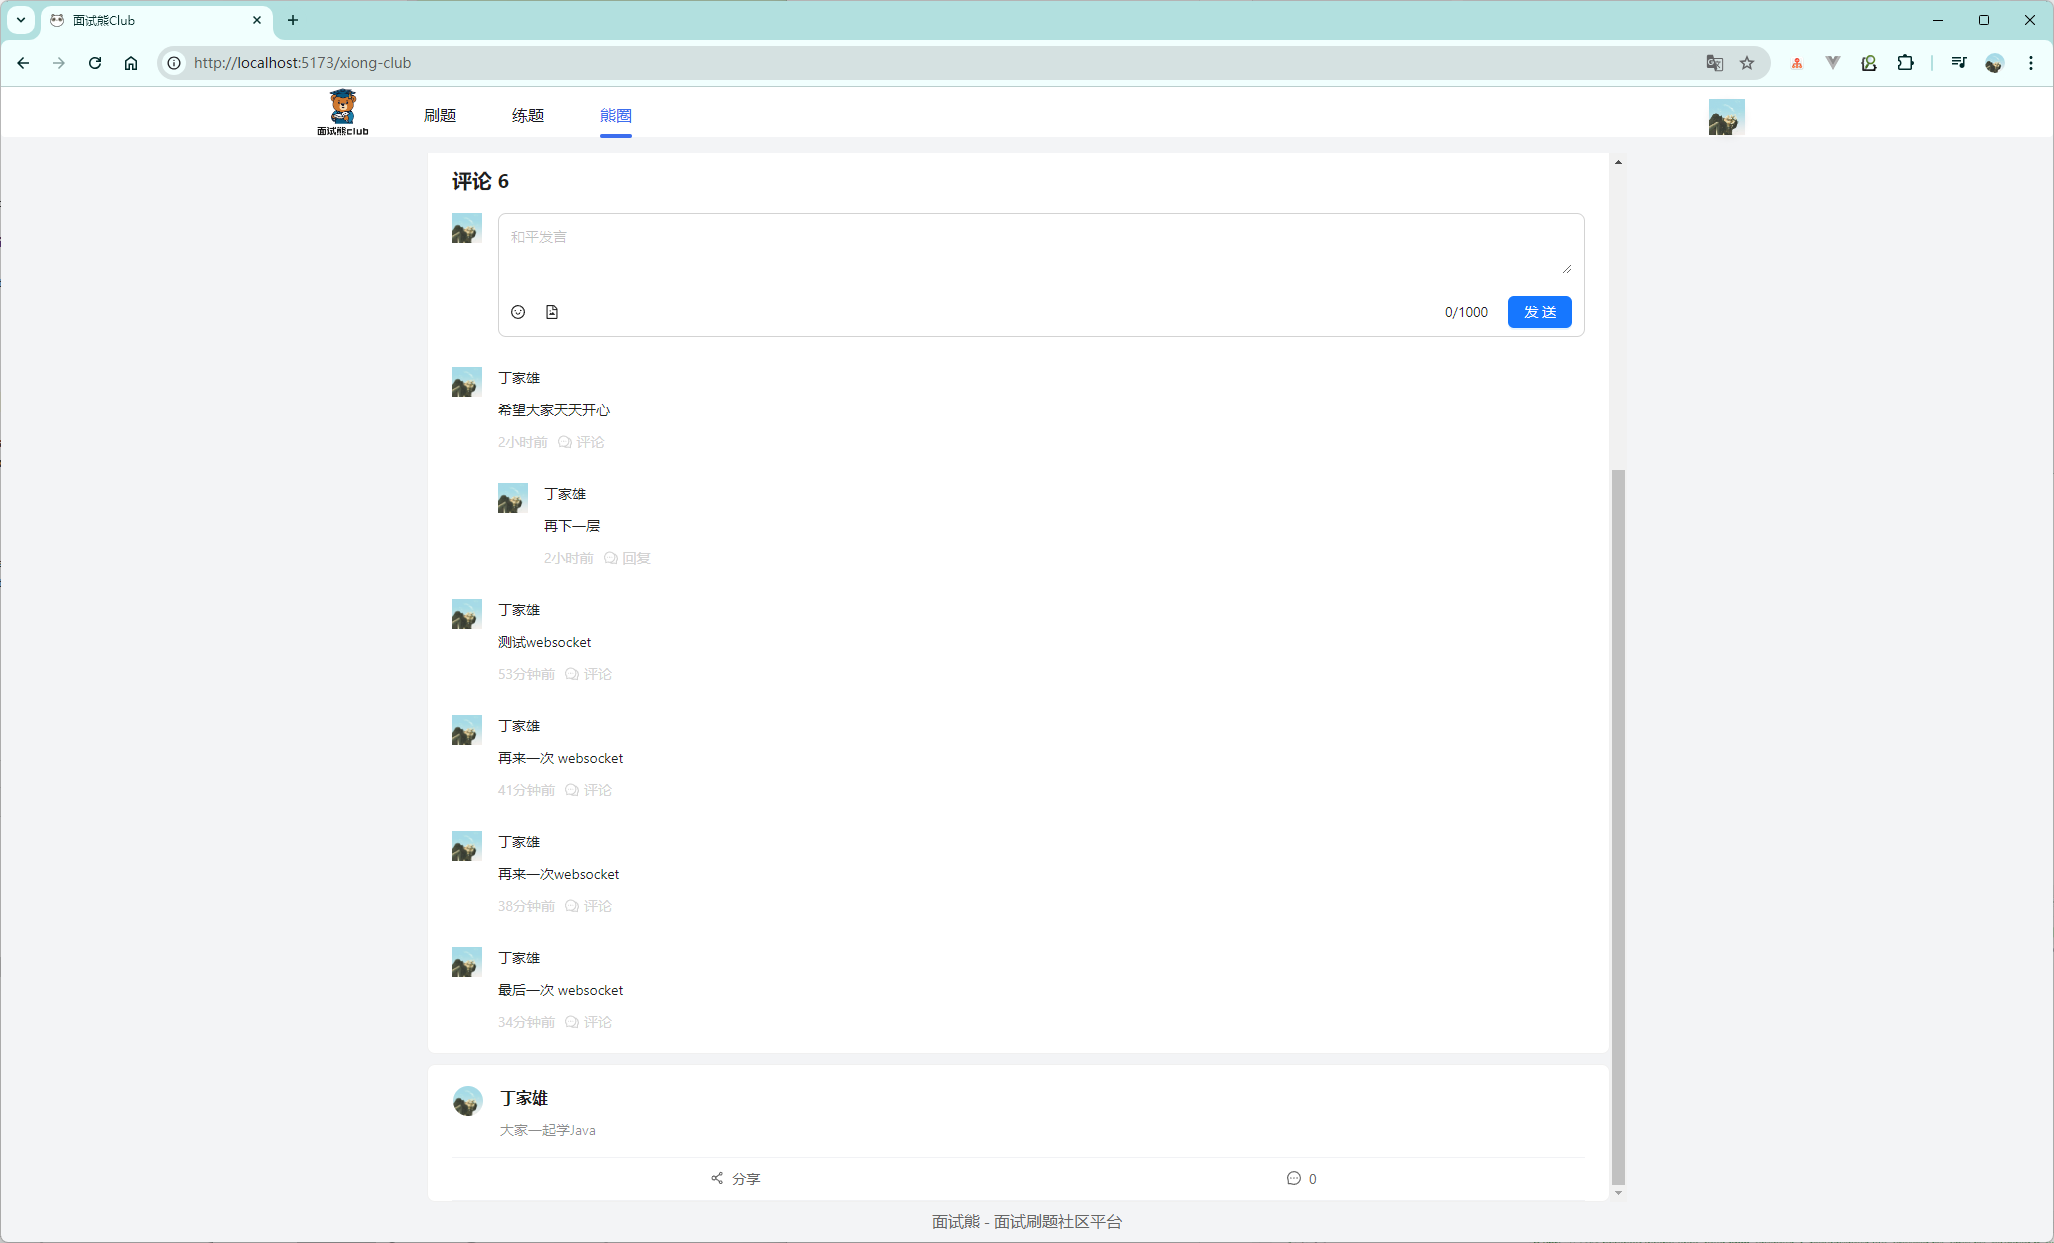 面试熊Club
http://localhost:5173/xiong-club
面试熊club
刷题
练题
熊圈
评论 6
和平发言
0/1000
发 送
丁家雄
希望大家天天开心
2小时前 评论
丁家雄
再下一层
2小时前 回复
丁家雄
测试websocket
53分钟前 评论
丁家雄
再来一次 websocket
41分钟前 评论
丁家雄
再来一次websocket
38分钟前 评论
丁家雄
最后一次 websocket
34分钟前 评论
丁家雄
大家一起学Java
分享
0
面试熊 - 面试刷题社区平台